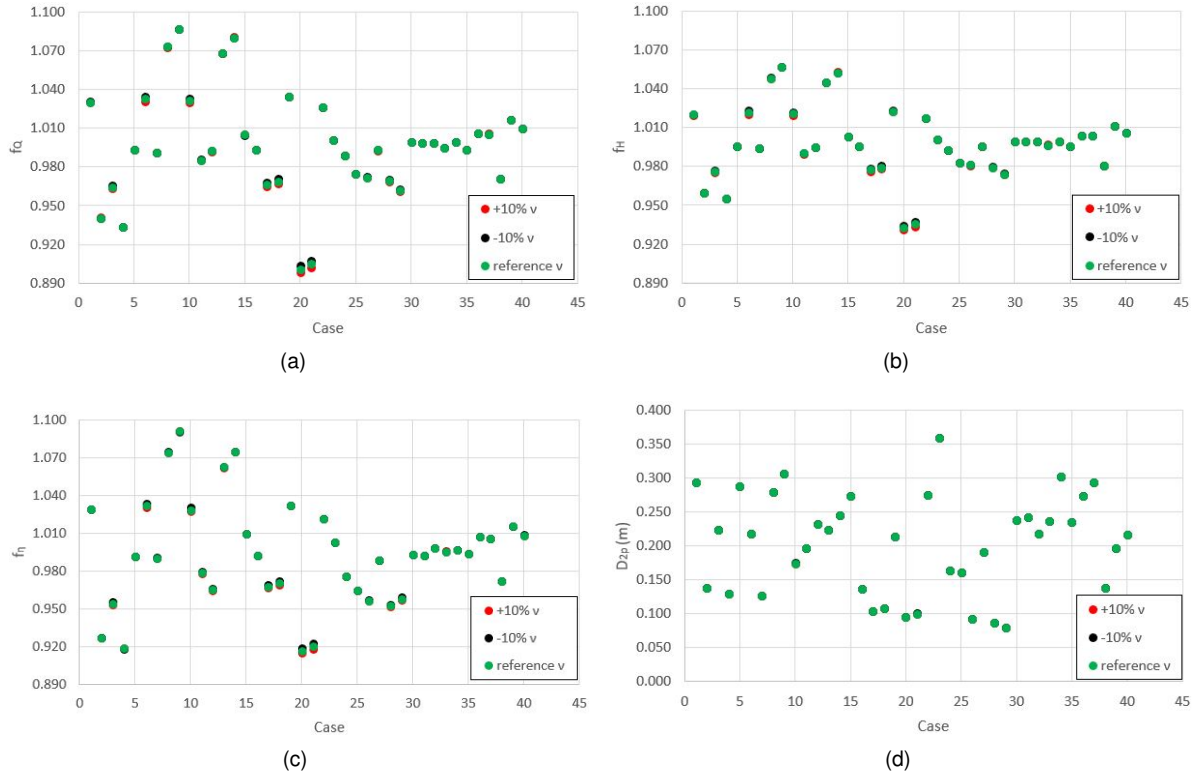 1.100
1.070
1.040
1.010
0.980
0.950
0.920
0.890
fQ
0 5 10 15 20 25 30 35 40 45
Case
+10% ν
-10% ν
reference ν
(a)
1.100
1.070
1.040
1.010
0.980
0.950
0.920
0.890
fH
0 5 10 15 20 25 30 35 40 45
Case
+10% ν
-10% ν
reference ν
(b)
1.100
1.070
1.040
1.010
0.980
0.950
0.920
0.890
fη
0 5 10 15 20 25 30 35 40 45
Case
+10% ν
-10% ν
reference ν
(c)
0.400
0.350
0.300
0.250
0.200
0.150
0.100
0.050
0.000
D2p (m)
0 5 10 15 20 25 30 35 40 45
Case
+10% ν
-10% ν
reference ν
(d)